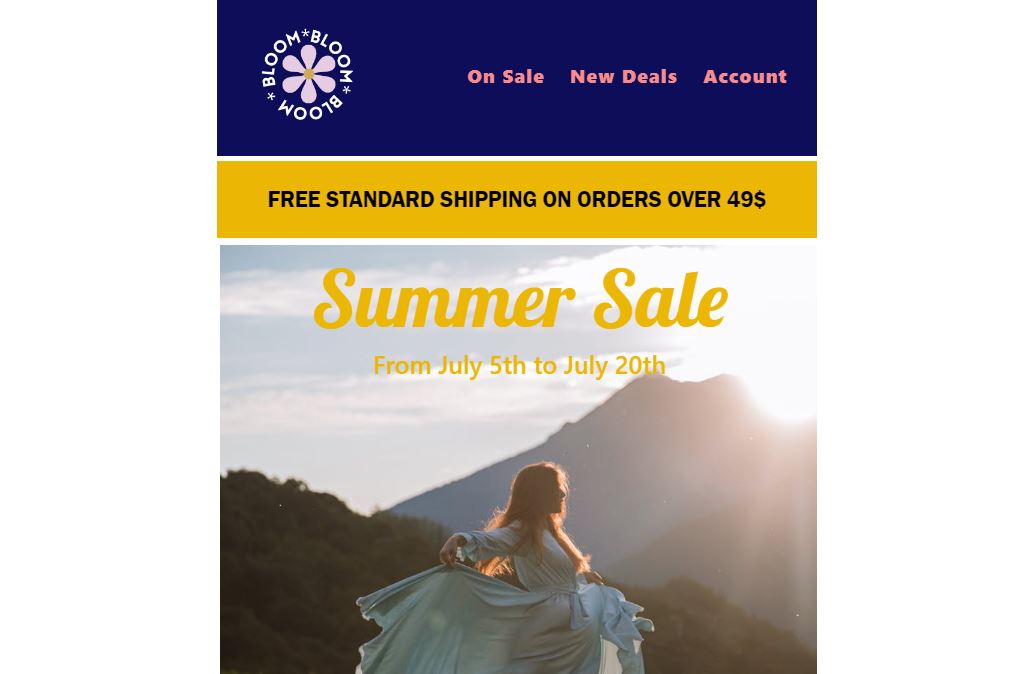 BLOOM*BLOOM*BLOOM*
On Sale New Deals Account
FREE STANDARD SHIPPING ON ORDERS OVER 49$
Summer Sale
From July 5th to July 20th